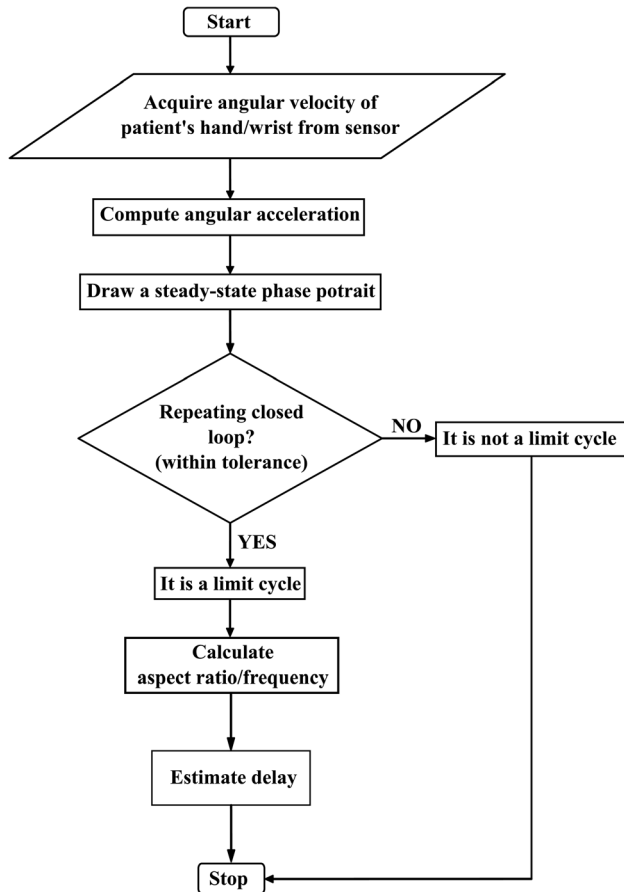 Start
Acquire angular velocity of
patient's hand/wrist from sensor
Compute angular acceleration
Draw a steady-state phase potrait
Repeating closed
loop?
(within tolerance)
NO
It is not a limit cycle
YES
It is a limit cycle
Calculate
aspect ratio/frequency
Estimate delay
Stop